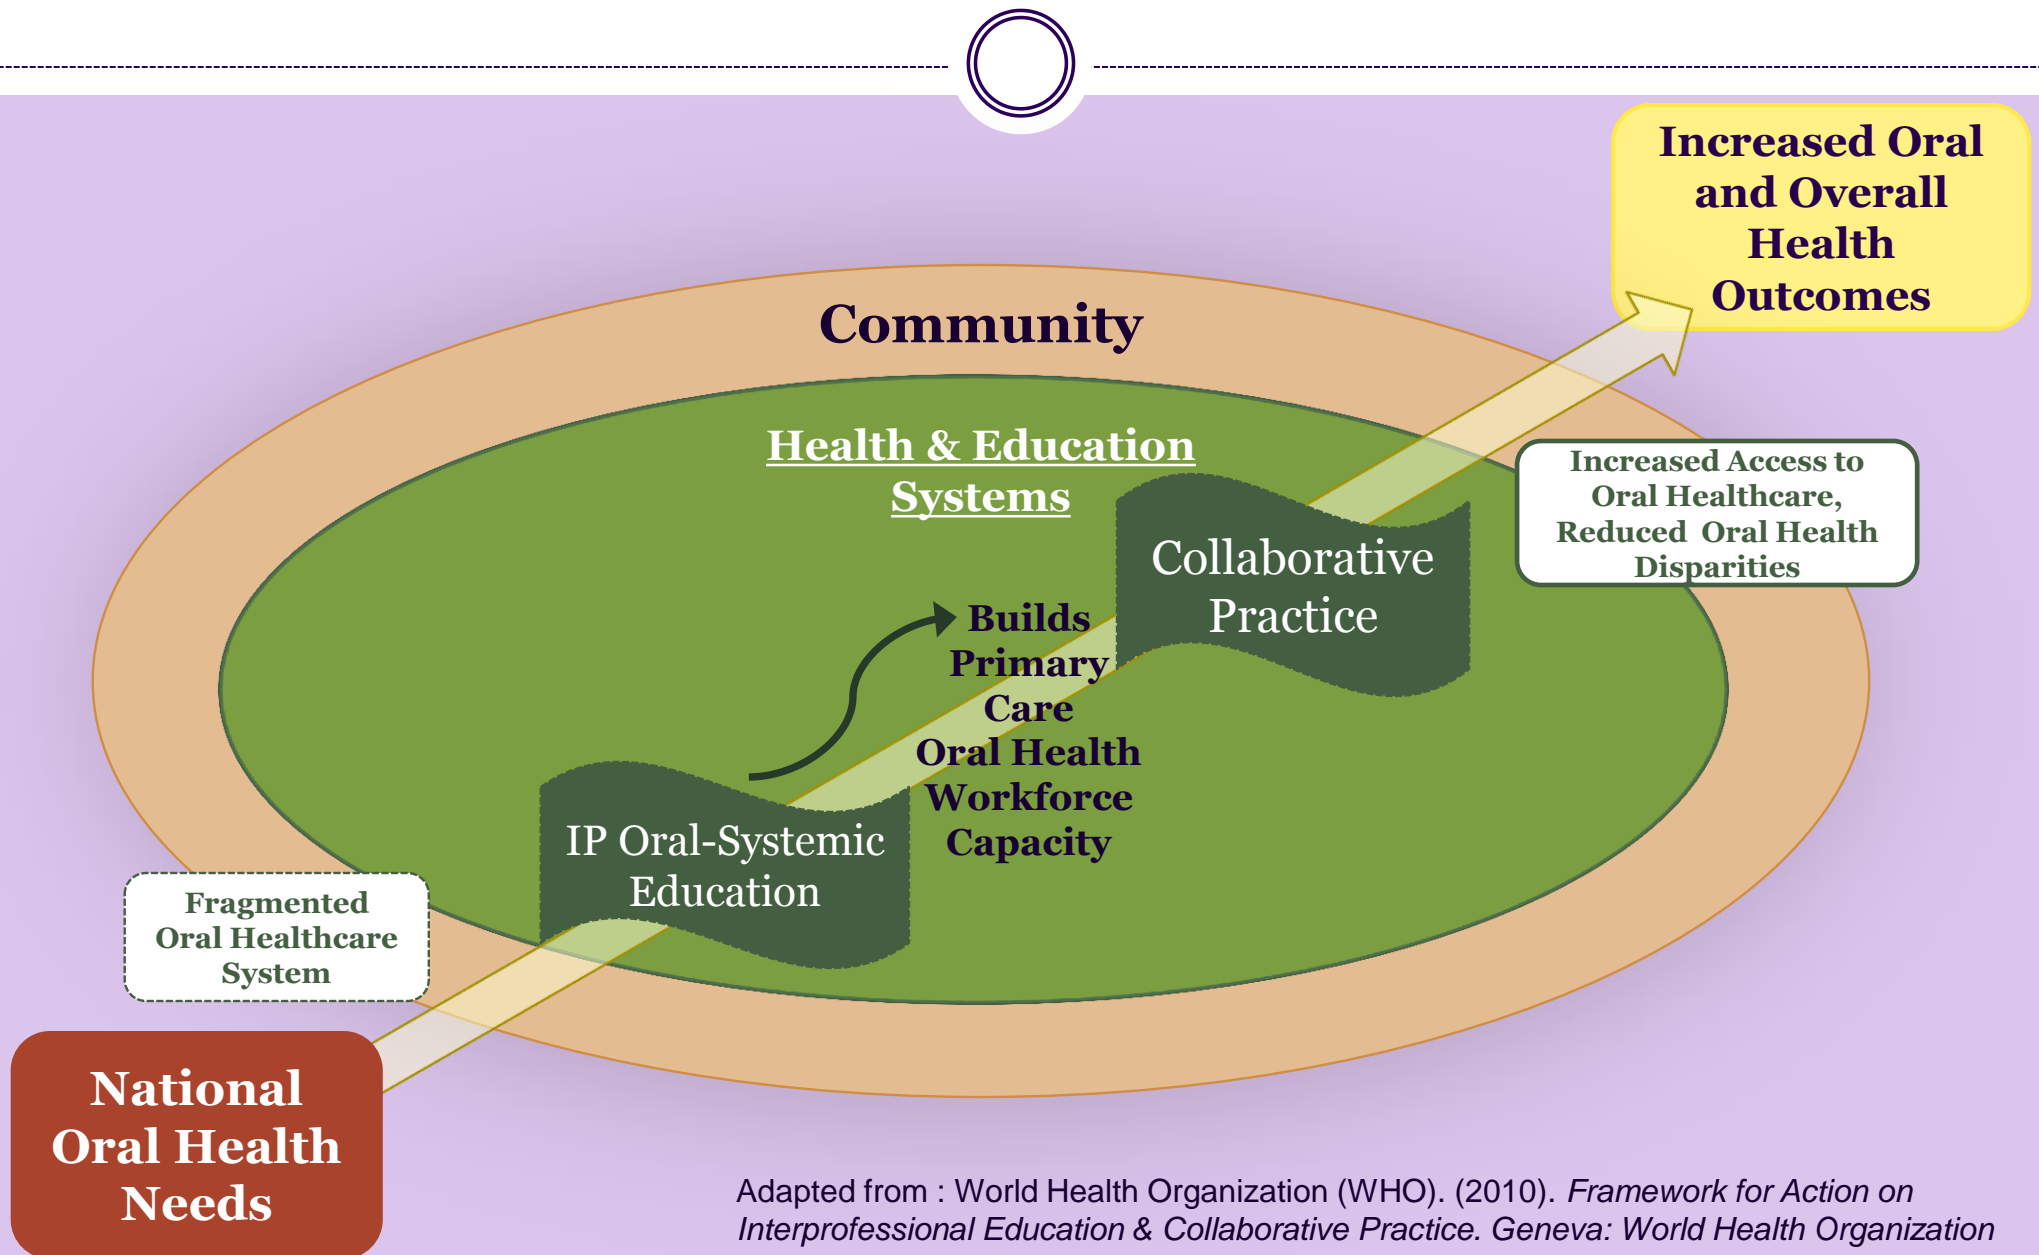 Increased Oral
and Overall
Health
Outcomes
Community
Health & Education
Systems
Increased Access to
Oral Healthcare,
Reduced Oral Health
Disparities
Collaborative
Practice
Builds
Primary
Care
Oral Health
Workforce
Capacity
IP Oral-Systemic
Education
Fragmented
Oral Healthcare
System
National
Oral Health
Needs
Adapted from : World Health Organization (WHO). (2010). Framework for Action on
Interprofessional Education & Collaborative Practice. Geneva: World Health Organization